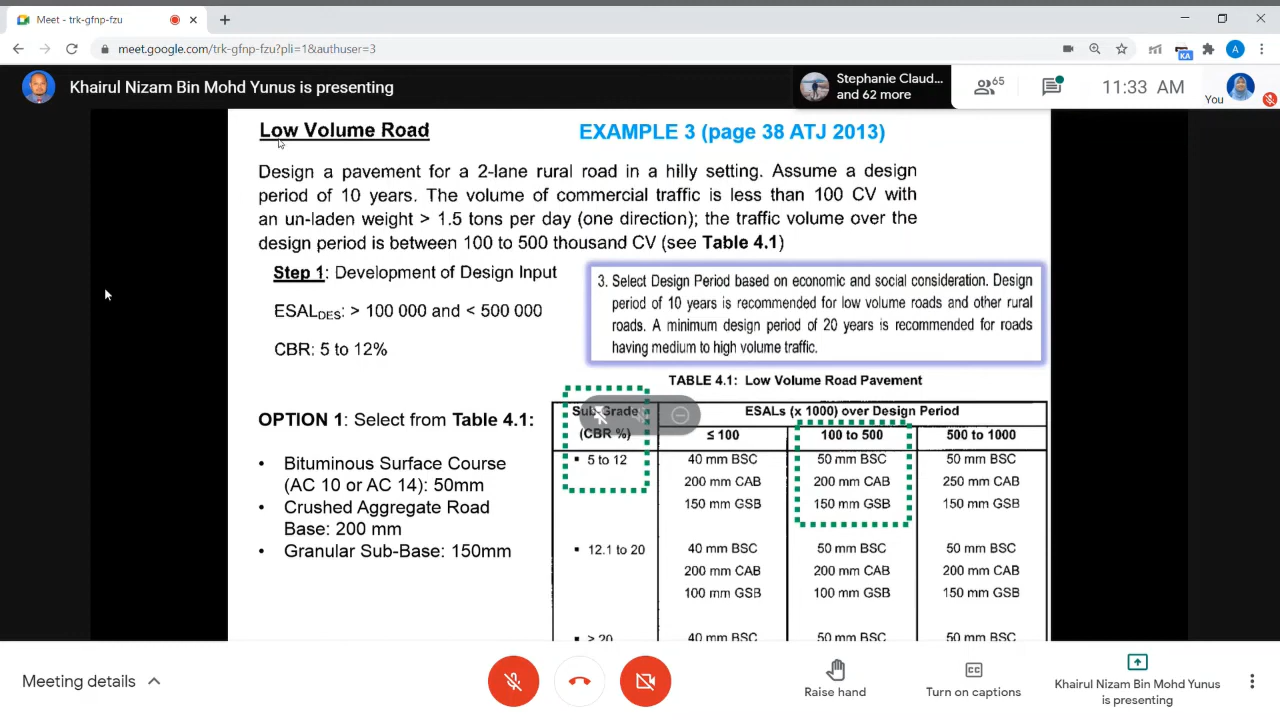 Meet - trk-gfnp-fzu
meet.google.com/trk-gfnp-fzu?pli=1&authuser=3
KA
A
Khairul Nizam Bin Mohd Yunus is presenting
Stephanie Claud...
and 62 more
65
11:33 AM
You
Low Volume Road
EXAMPLE 3 (page 38 ATJ 2013)
Design a pavement for a 2-lane rural road in a hilly setting. Assume a design
period of 10 years. The volume of commercial traffic is less than 100 CV with
an un-laden weight > 1.5 tons per day (one direction); the traffic volume over the
design period is between 100 to 500 thousand CV (see Table 4.1)
Step 1: Development of Design Input
ESALDES: > 100 000 and < 500 000
CBR: 5 to 12%
3. Select Design Period based on economic and social consideration. Design
period of 10 years is recommended for low volume roads and other rural
roads. A minimum design period of 20 years is recommended for roads
having medium to high volume traffic.
OPTION 1: Select from Table 4.1:
• Bituminous Surface Course
(AC 10 or AC 14): 50mm
• Crushed Aggregate Road
Base: 200 mm
• Granular Sub-Base: 150mm
TABLE 4.1: Low Volume Road Pavement
Sub Grade
(CBR %)
ESALs (x 1000) over Design Period
≤ 100 100 to 500 500 to 1000
▪ 5 to 12 40 mm BSC 50 mm BSC 50 mm BSC
200 mm CAB 200 mm CAB 250 mm CAB
150 mm GSB 150 mm GSB 150 mm GSB
▪ 12.1 to 20 40 mm BSC 50 mm BSC 50 mm BSC
200 mm CAB 200 mm CAB 200 mm CAB
100 mm GSB 100 mm GSB 150 mm GSB
▪ > 20 40 mm BSC 50 mm BSC 50 mm BSC
Meeting details
Raise hand
CC
Turn on captions
Khairul Nizam Bin Mohd Yunus
is presenting